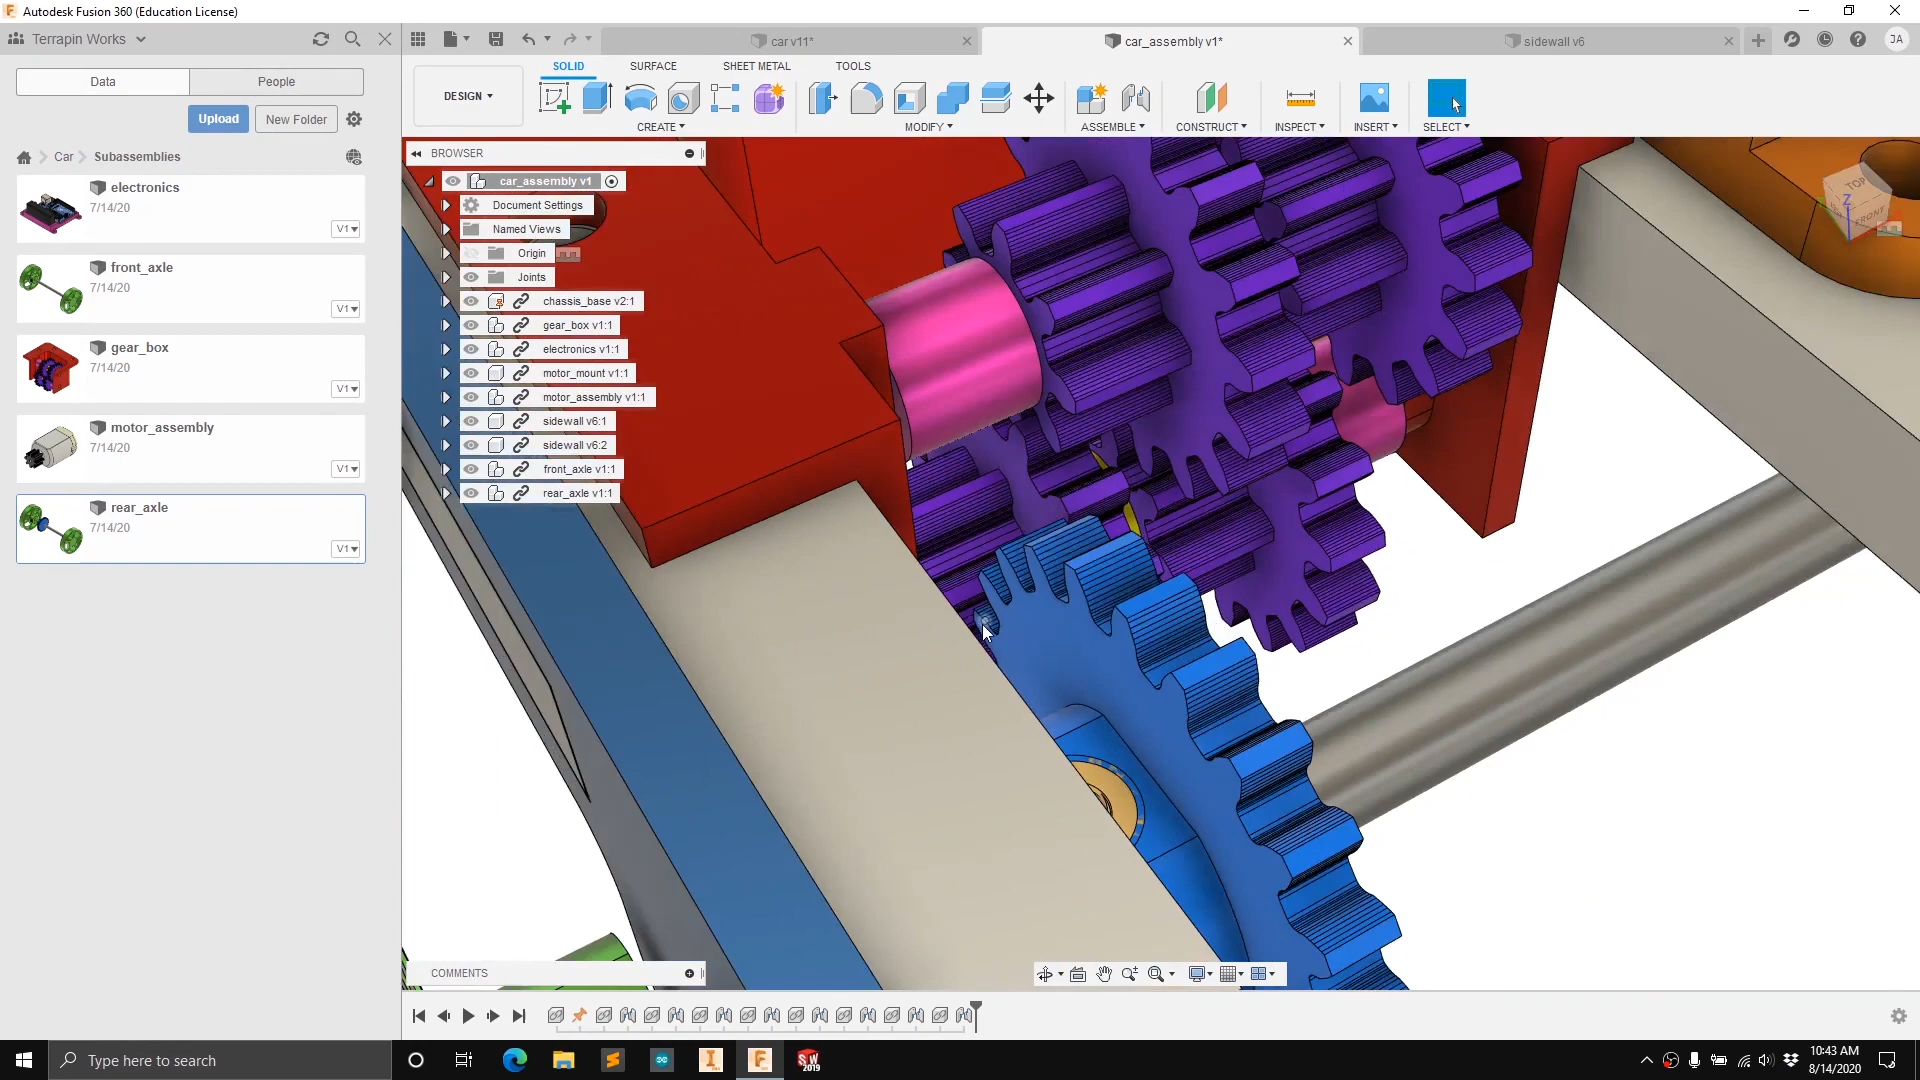 Autodesk Fusion 360 (Education License)
Terrapin Works
car v11*
car_assembly v1*
sidewall v6
JA
Data
People
Upload
New Folder
Car
Subassemblies
electronics
7/14/20
V1
front_axle
7/14/20
V1
gear_box
7/14/20
V1
motor_assembly
7/14/20
V1
rear_axle
7/14/20
V1
DESIGN
SOLID
SURFACE
SHEET METAL
TOOLS
CREATE
MODIFY
ASSEMBLE
CONSTRUCT
INSPECT
INSERT
SELECT
BROWSER
car_assembly v1
Document Settings
Named Views
Origin
Joints
chassis_base v2:1
gear_box v1:1
electronics v1:1
motor_mount v1:1
motor_assembly v1:1
sidewall v6:1
sidewall v6:2
front_axle v1:1
rear_axle v1:1
TOP
FRONT
Z
COMMENTS
Type here to search
SW
2019
10:43 AM
8/14/2020